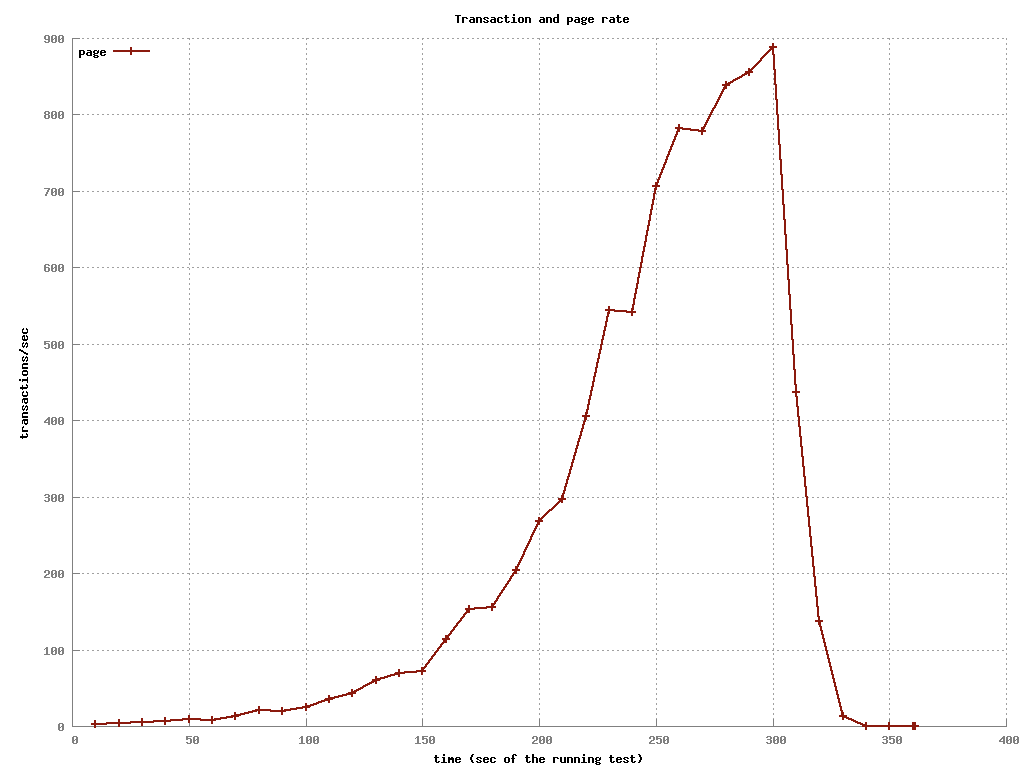 Transaction and page rate
page
900
800
700
600
500
400
300
200
100
0
transactions/sec
0 50 100 150 200 250 300 350 400
time (sec of the running test)